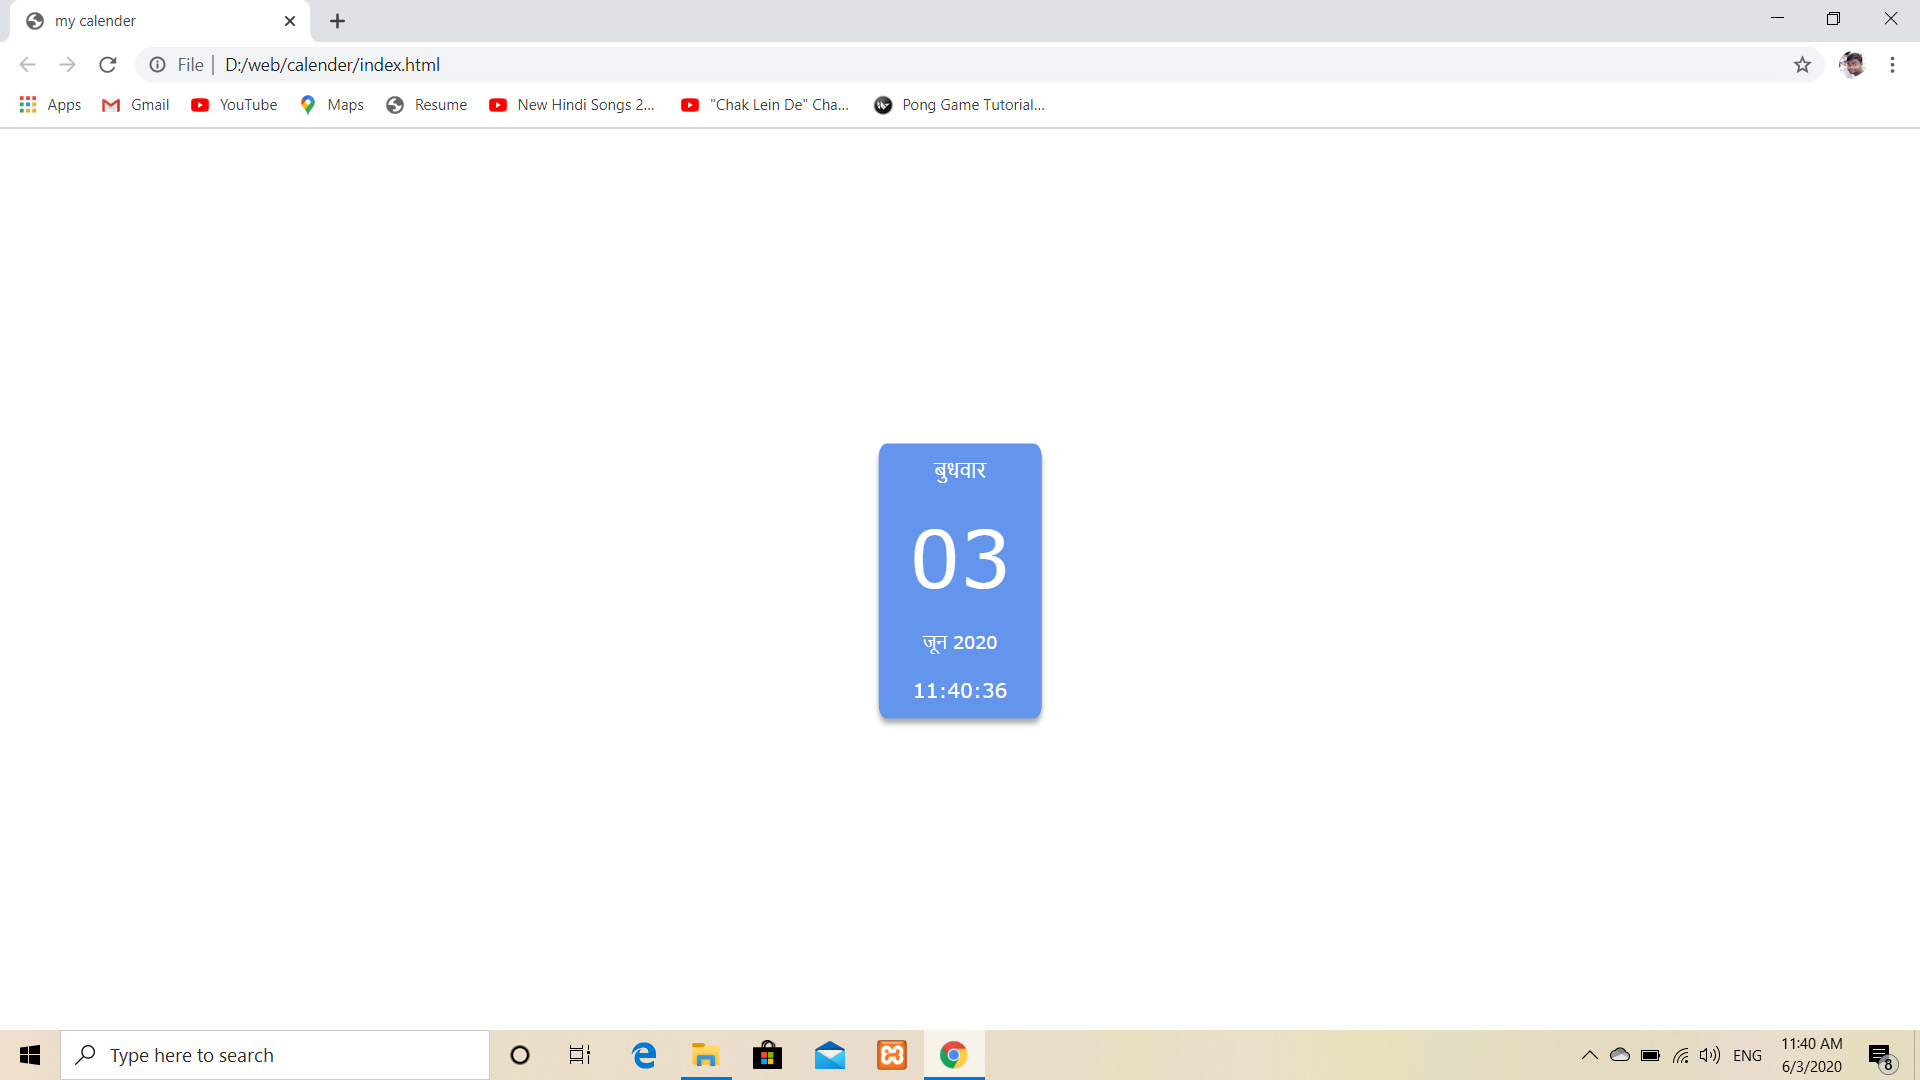 my calender
File | D:/web/calender/index.html
Apps Gmail YouTube Maps Resume New Hindi Songs 2... "Chak Lein De" Cha... Pong Game Tutorial...
बुधवार
03
जून 2020
11:40:36
Type here to search
ENG
11:40 AM
6/3/2020
8